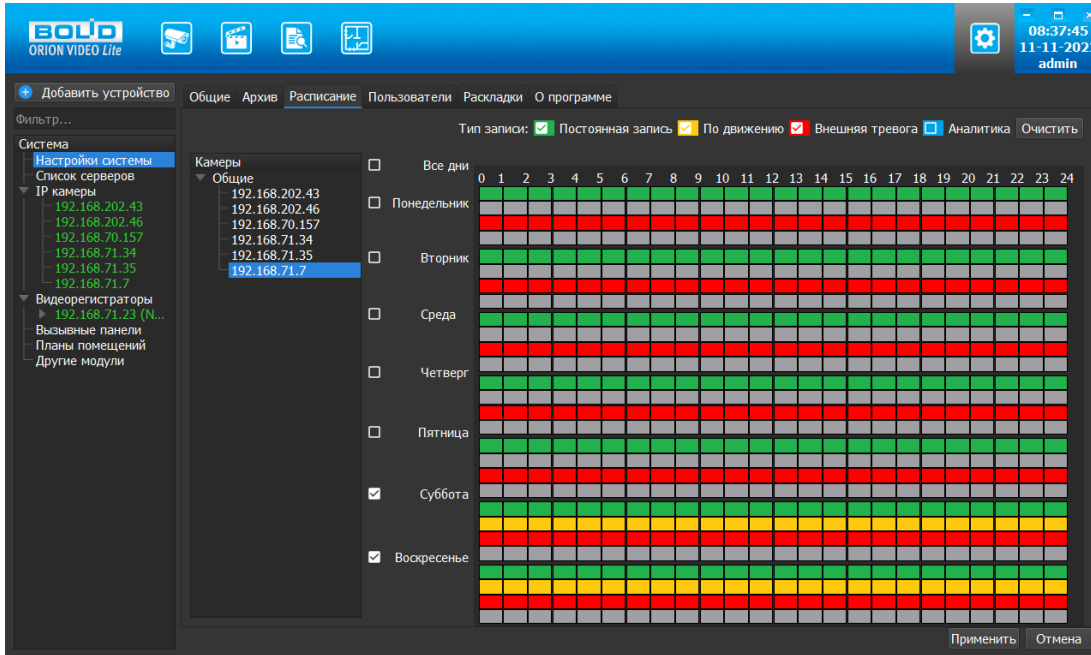 BOLID
ORION VIDEO Lite
08:37:45
admin
Добавить устройство
Общие Архив Расписание Пользователи Раскладки О программе
Фильтр...
Тип записи: Постоянная запись По движению Внешняя тревога Аналитика Очистить
Система
Настройки системы
Список серверов
IP камеры
192.168.202.43
192.168.202.46
192.168.70.157
192.168.71.34
192.168.71.35
192.168.71.7
Видеорегистраторы
192.168.71.23 (N...
Вызывные панели
Планы помещений
Другие модули
Камеры
Общие
192.168.202.43
192.168.202.46
192.168.70.157
192.168.71.34
192.168.71.35
192.168.71.7
Все дни
0 1 2 3 4 5 6 7 8 9 10 11 12 13 14 15 16 17 18 19 20 21 22 23 24
Понедельник
Вторник
Среда
Четверг
Пятница
Суббота
Воскресенье
Применить Отмена